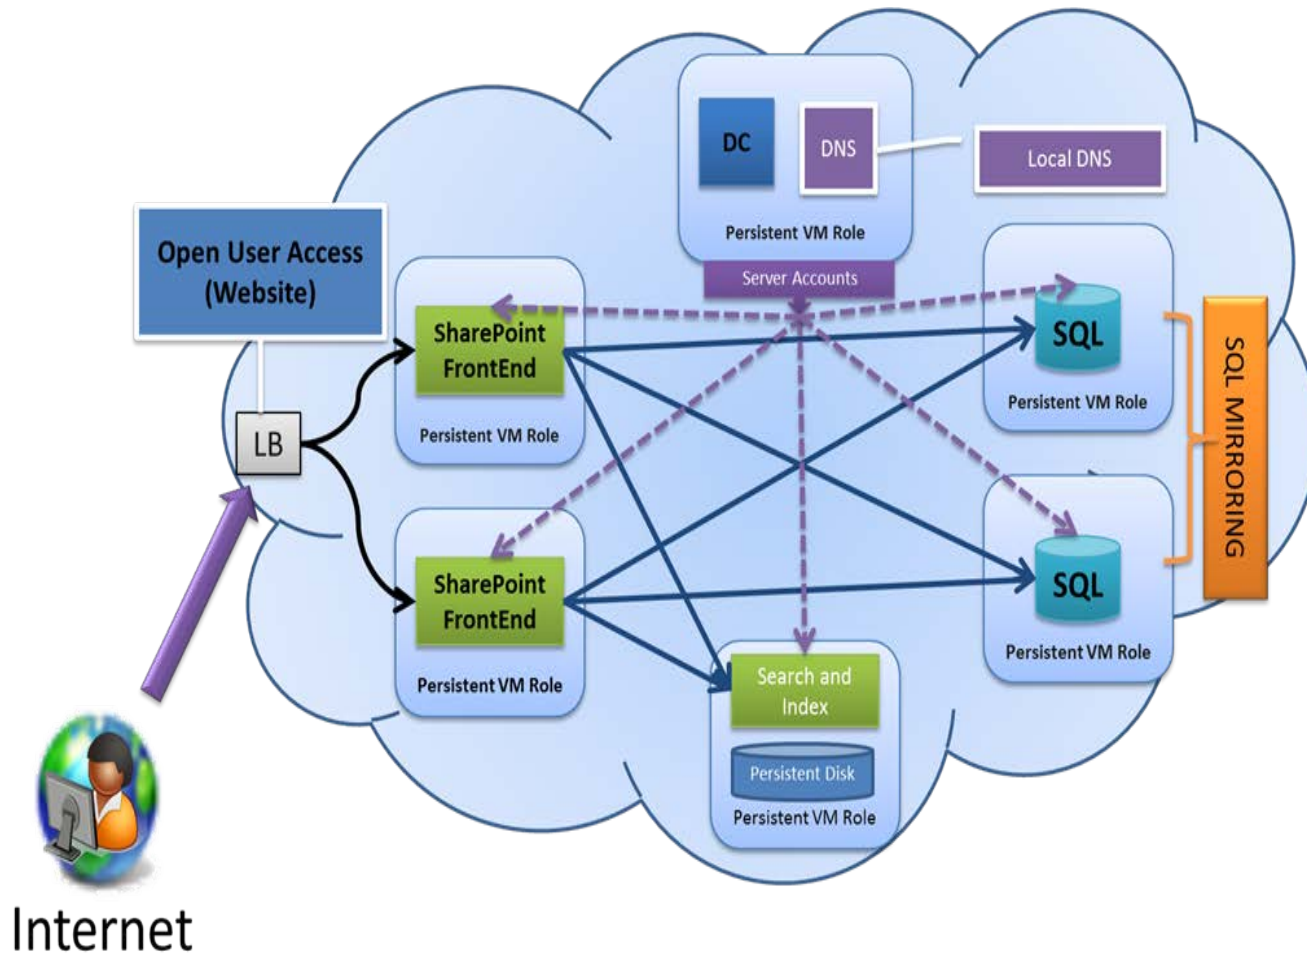 DC
DNS
Local DNS
Persistent VM Role
Server Accounts
Open User Access
(Website)
LB
SharePoint
FrontEnd
Persistent VM Role
SharePoint
FrontEnd
Persistent VM Role
SQL
Persistent VM Role
SQL
Persistent VM Role
SQL MIRRORING
Search and
Index
Persistent Disk
Persistent VM Role
Internet